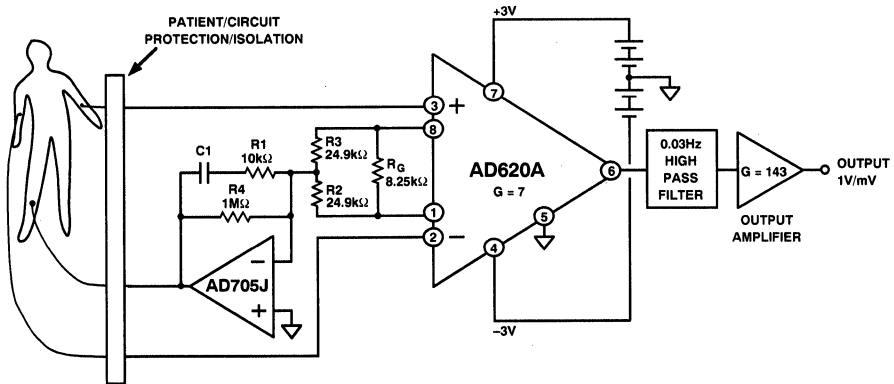 PATIENT/CIRCUIT
PROTECTION/ISOLATION
+3V
C1
R1
10kΩ
R4
1MΩ
R3
24.9kΩ
R2
24.9kΩ
RG
8.25kΩ
3
+
8
1
2
−
7
AD620A
G = 7
6
5
4
−3V
AD705J
−
+
0.03Hz
HIGH
PASS
FILTER
G = 143
OUTPUT
AMPLIFIER
OUTPUT
1V/mV